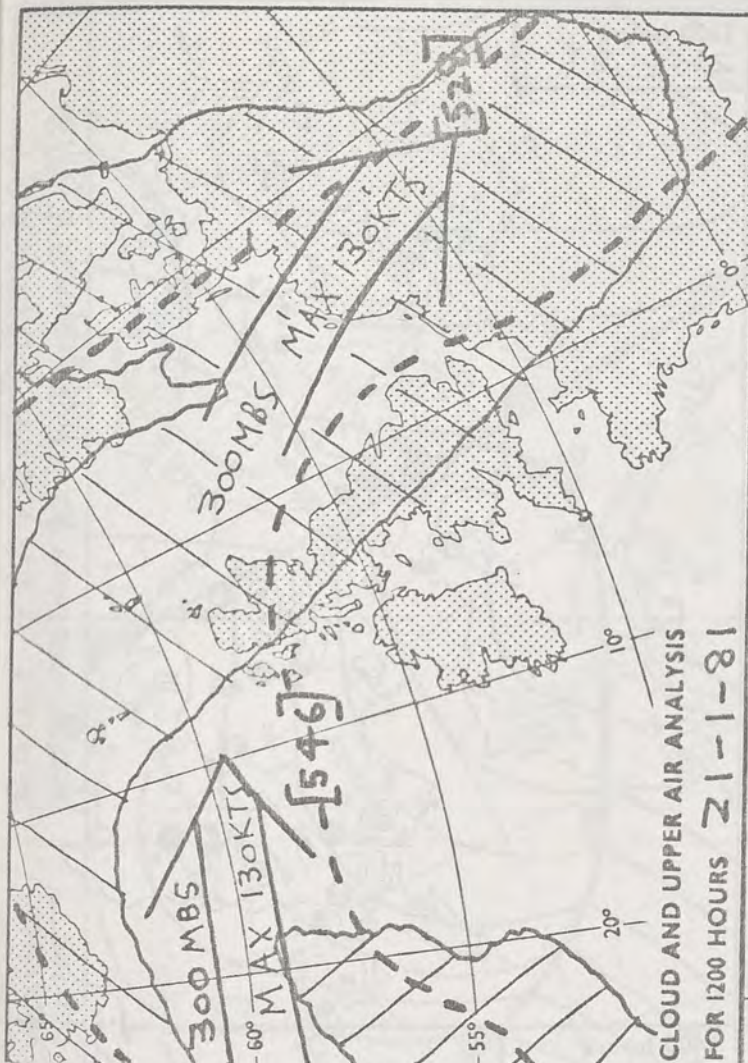 [528]
300MBS
MAX 130KTS
[546]
300 MBS
MAX 130KTS
65°
60°
55°
20°
10°
0°
CLOUD AND UPPER AIR ANALYSIS
FOR 1200 HOURS 21-1-81